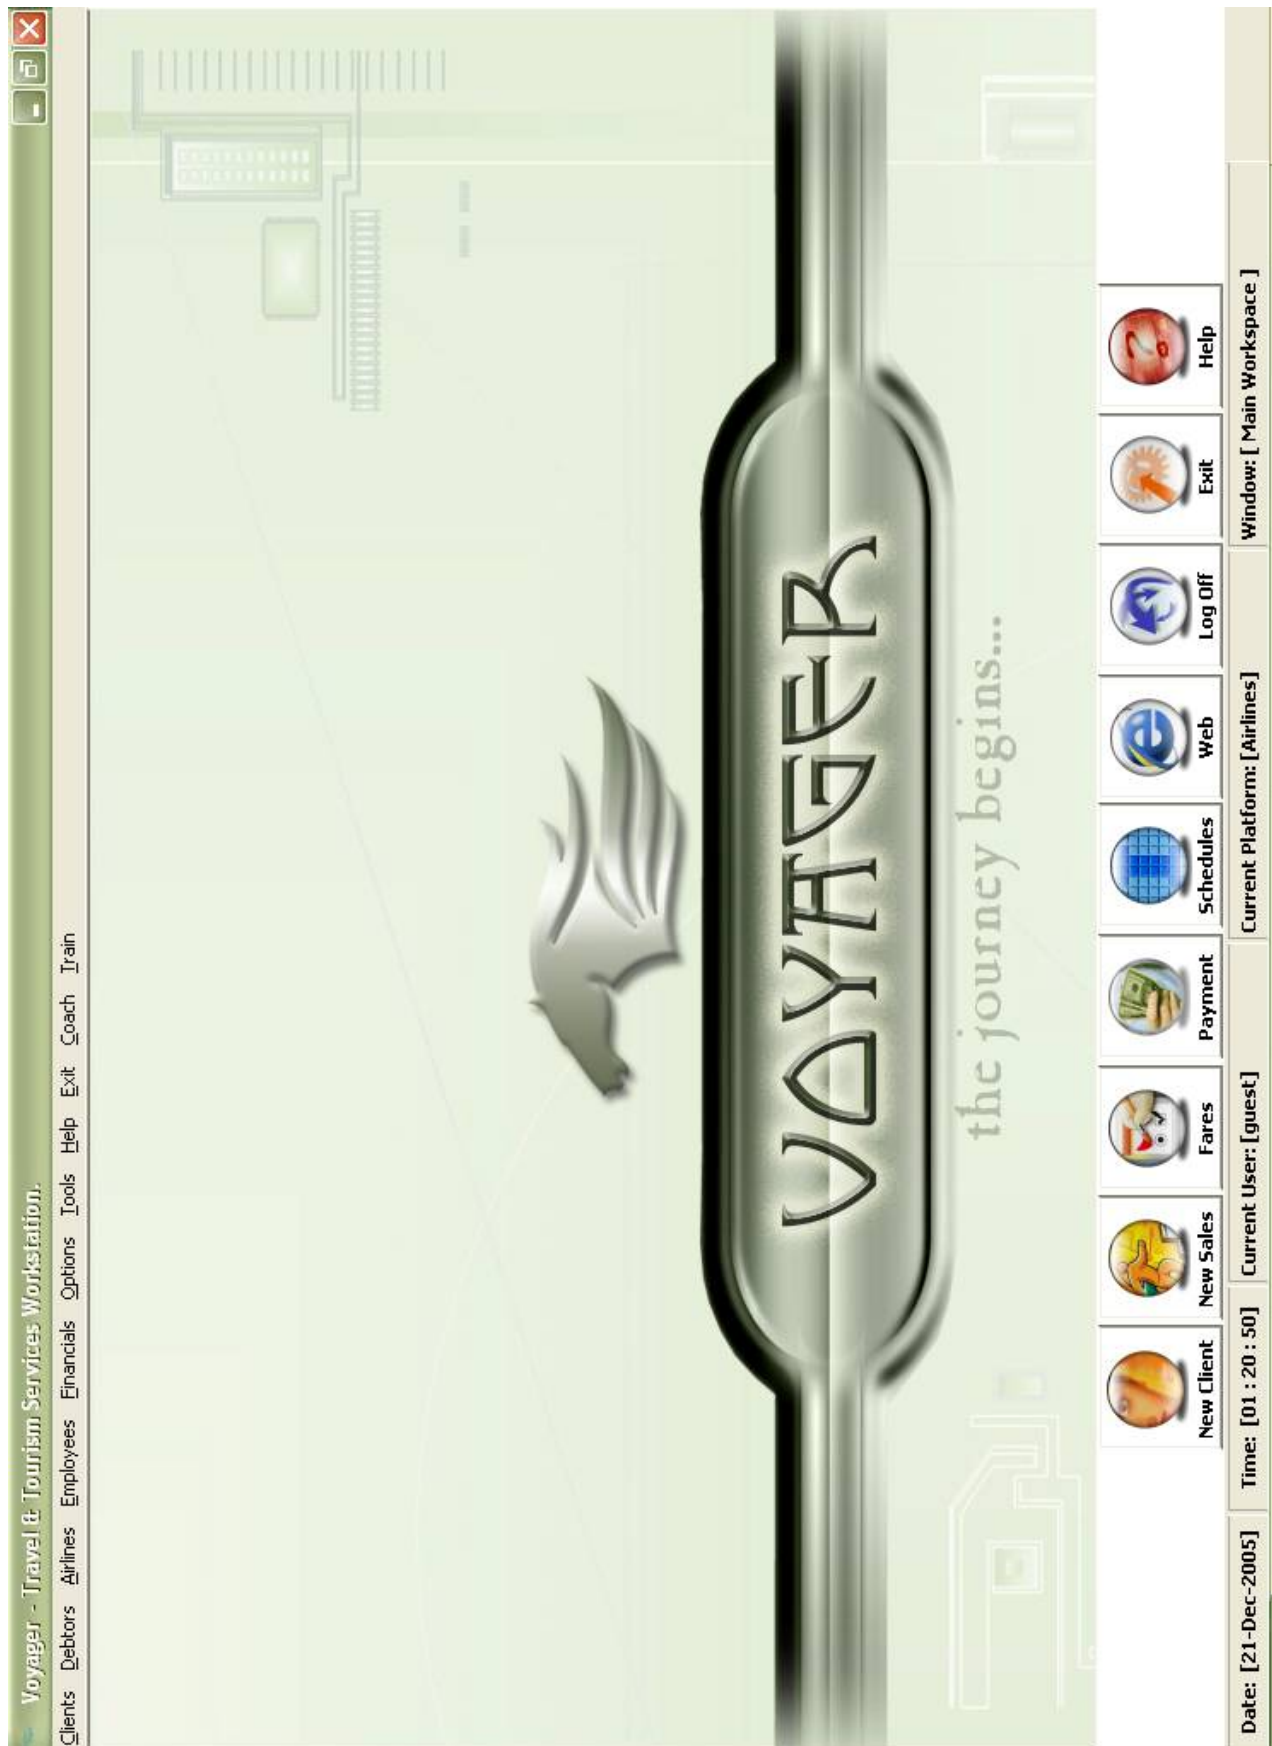 Voyager - Travel & Tourism Services Workstation.
Clients Debtors Airlines Employees Financials Options Tools Help Exit Coach Train
VOYAGER
the journey begins...
New Client New Sales Fares Payment Schedules Web Log Off Exit Help
Date: [21-Dec-2005] Time: [01 : 20 : 50] Current User: [guest] Current Platform: [Airlines] Window: [ Main Workspace ]